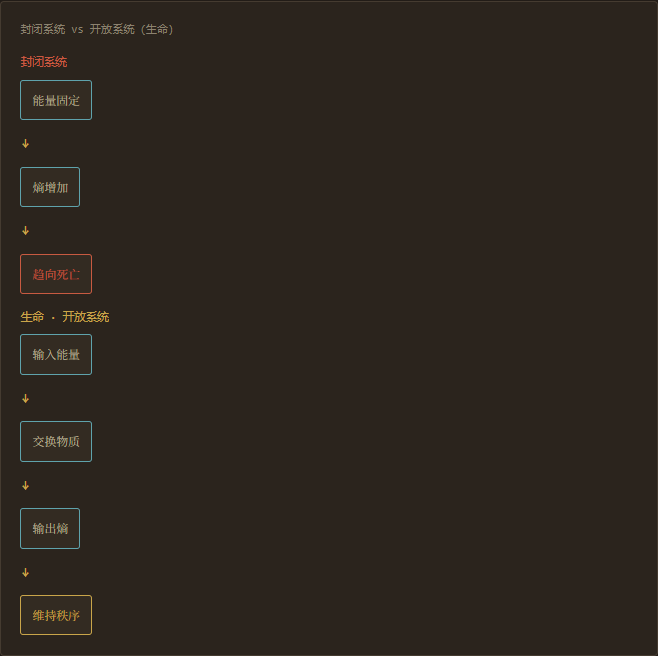 封闭系统 vs 开放系统 (生命)
封闭系统
能量固定
↓
熵增加
↓
趋向死亡
生命 · 开放系统
输入能量
↓
交换物质
↓
输出熵
↓
维持秩序